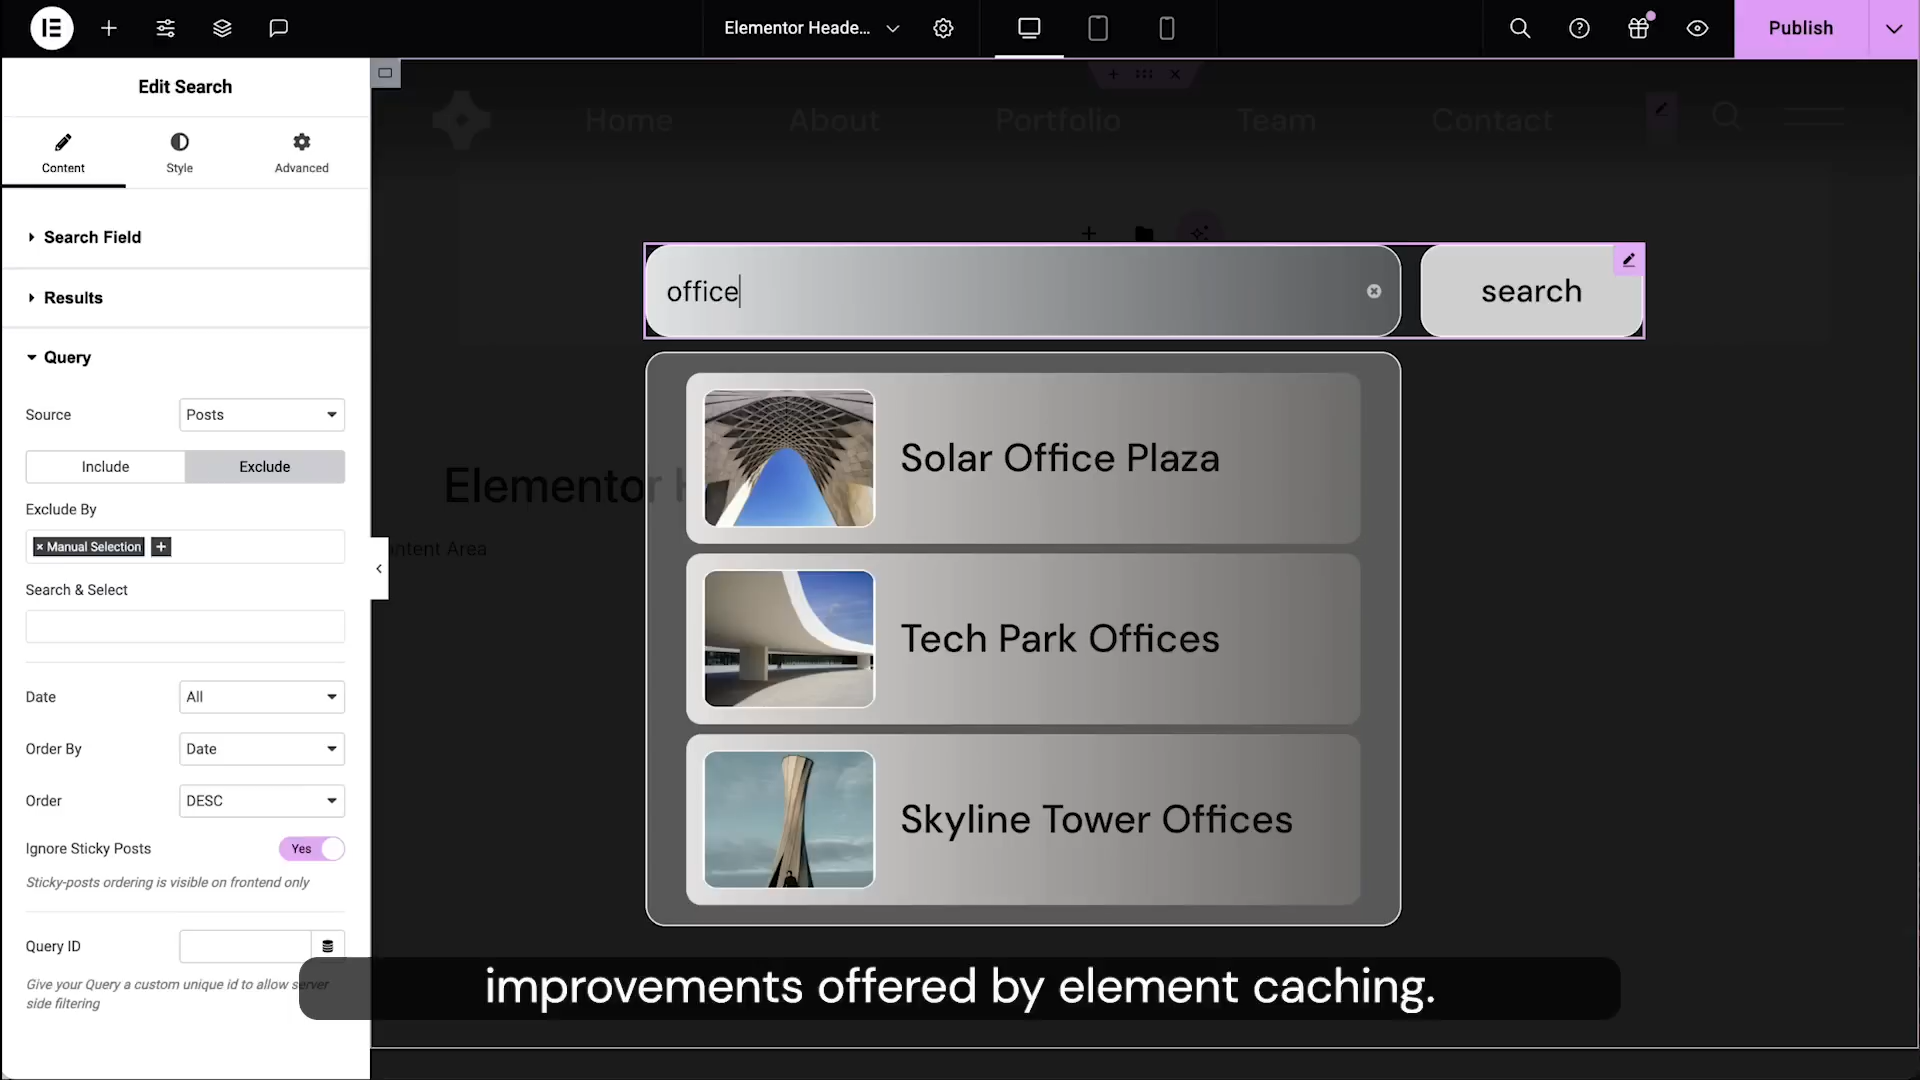 Elementor Heade...
Publish
Edit Search
Content
Style
Advanced
Home
About
Portfolio
Team
Contact
Search Field
Results
Query
Source
Posts
Include
Exclude
Exclude By
× Manual Selection +
Search & Select
Date
All
Order By
Date
Order
DESC
Ignore Sticky Posts
Yes
Sticky-posts ordering is visible on frontend only
Query ID
Give your Query a custom unique id to allow server
side filtering
office
search
Solar Office Plaza
Tech Park Offices
Skyline Tower Offices
Elementor
Area
improvements offered by element caching.